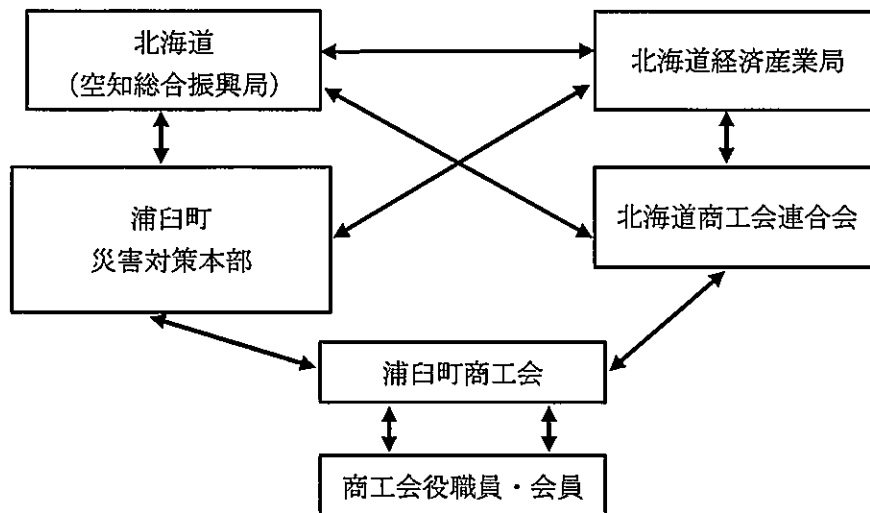 北海道
（空知総合振興局）
北海道経済産業局
浦臼町
災害対策本部
北海道商工会連合会
浦臼町商工会
商工会役職員・会員